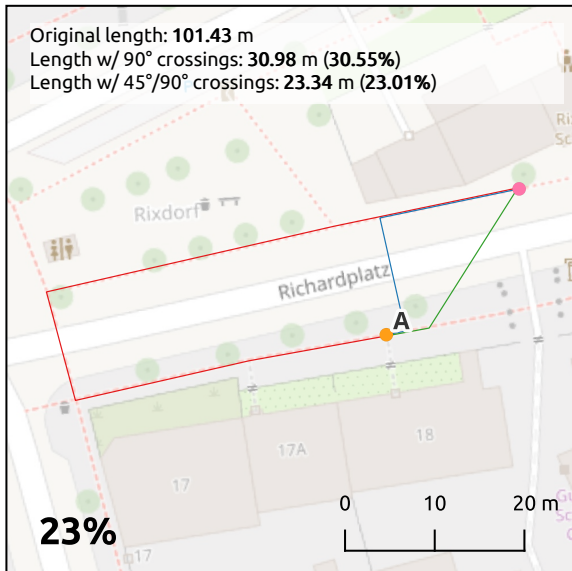 Original length: 101.43 m
Length w/ 90° crossings: 30.98 m (30.55%)
Length w/ 45°/90° crossings: 23.34 m (23.01%)
Rixdorf
Richardplatz
A
17A
18
17
17
23%
0 10 20 m